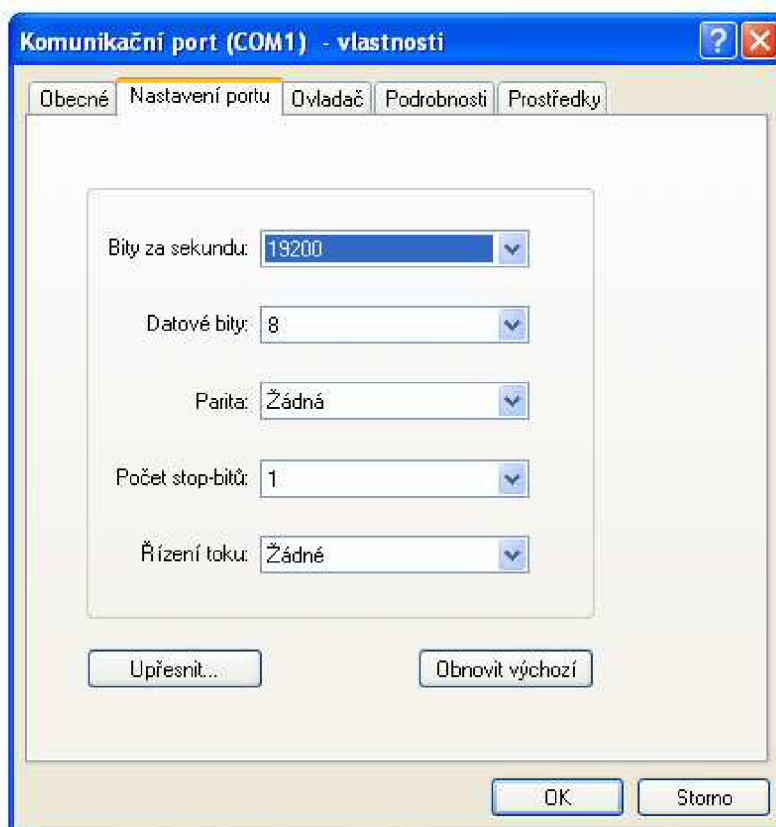 Komunikační port (COM1) - vlastnosti
Obecné Nastavení portu Ovladač Podrobnosti Prostředky
Bity za sekundu: 19200
Datové bity: 8
Parita: Žádná
Počet stop-bitů: 1
Řízení toku: Žádné
Upřesnit... Obnovit výchozí
OK Storno